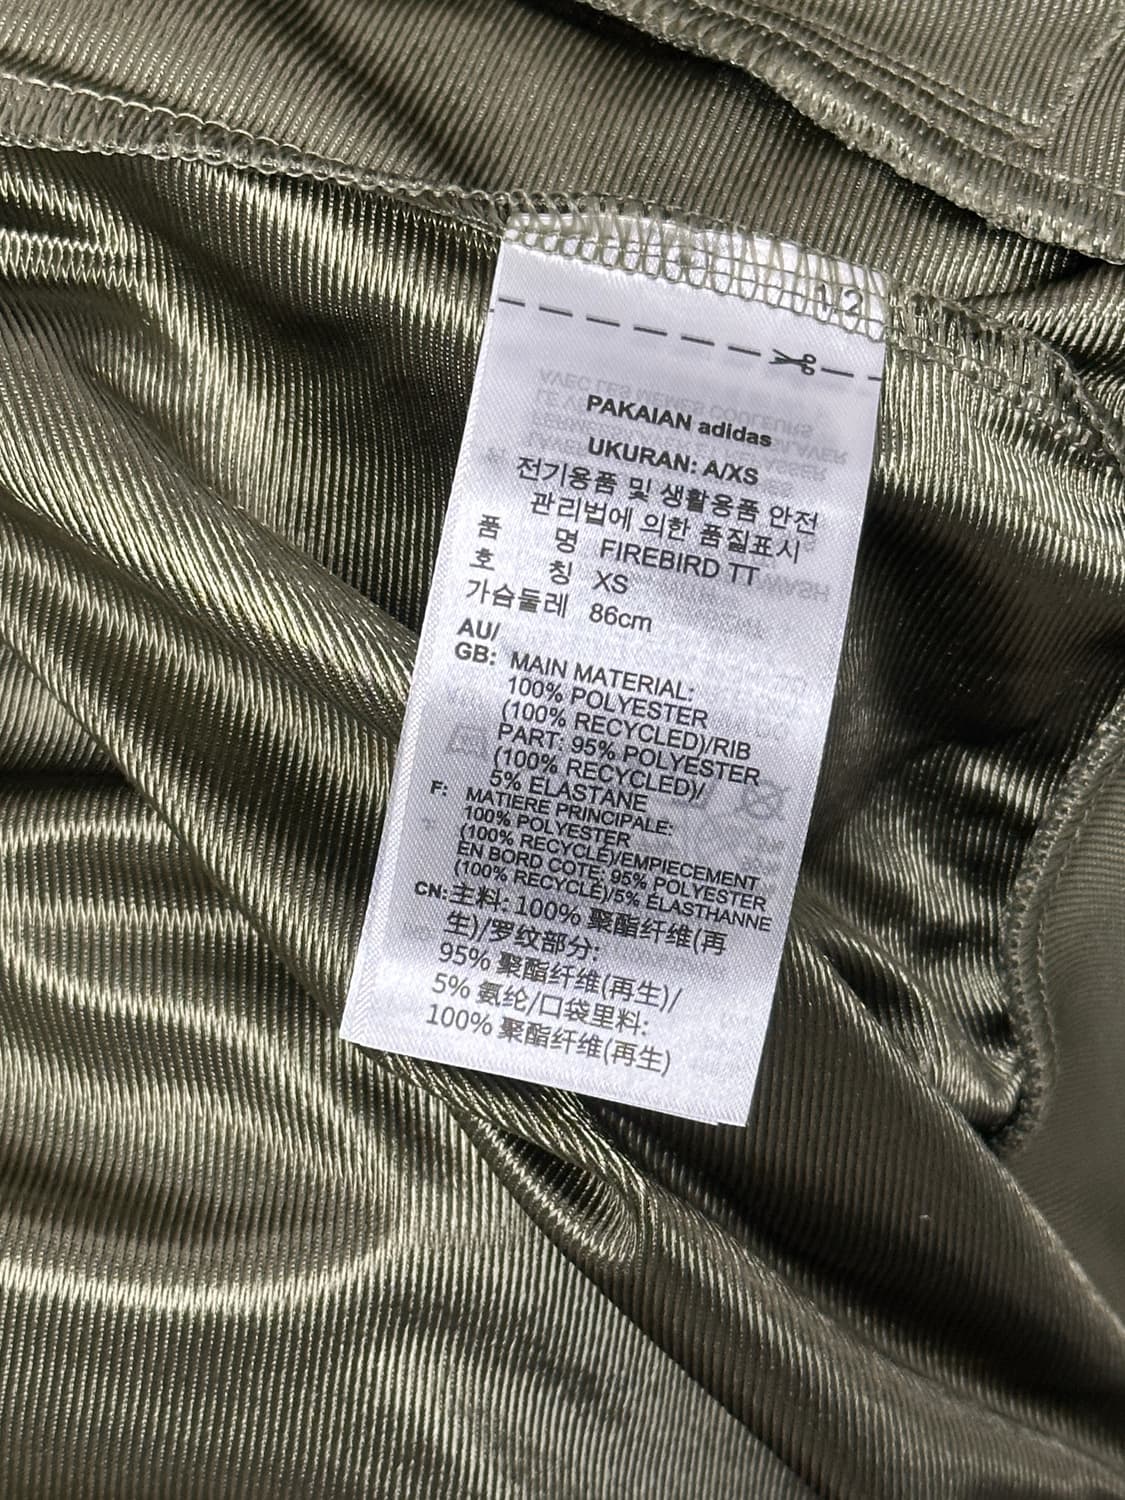 12
PAKAIAN adidas
UKURAN: A/XS
전기용품 및 생활용품 안전
관리법에 의한 품질표시
품 명 FIREBIRD TT
호 칭 XS
가슴둘레 86cm
AU/
GB: MAIN MATERIAL:
100% POLYESTER
(100% RECYCLED)/RIB
PART: 95% POLYESTER
(100% RECYCLED)/
5% ELASTANE
F: MATIERE PRINCIPALE:
100% POLYESTER
(100% RECYCLÉ)/EMPIECEMENT
EN BORD COTE: 95% POLYESTER
(100% RECYCLÉ)/5% ÉLASTHANNE
CN: 主料: 100% 聚酯纤维(再
生)/罗纹部分:
95% 聚酯纤维(再生)/
5% 氨纶/口袋里料:
100% 聚酯纤维(再生)